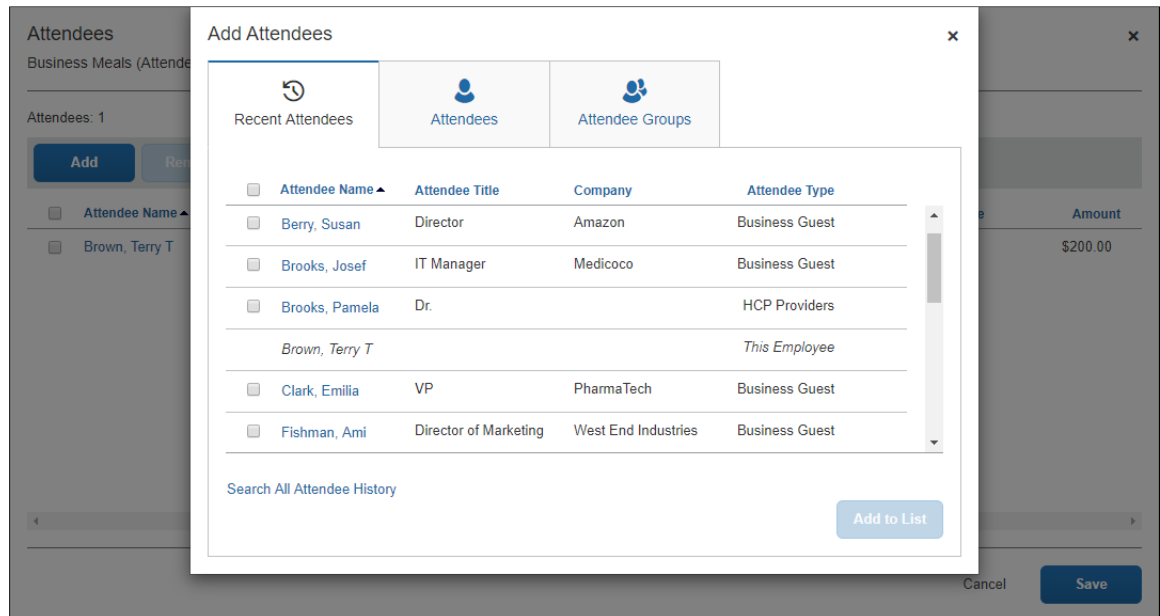 Attendees
Business Meals (Attende
Attendees: 1
Add Rem
Attendee Name
Amount
Brown, Terry T
$200.00
Cancel Save
Add Attendees
Recent Attendees Attendees Attendee Groups
Attendee Name Attendee Title Company Attendee Type
Berry, Susan Director Amazon Business Guest
Brooks, Josef IT Manager Medicoco Business Guest
Brooks, Pamela Dr. HCP Providers
Brown, Terry T This Employee
Clark, Emilia VP PharmaTech Business Guest
Fishman, Ami Director of Marketing West End Industries Business Guest
Search All Attendee History
Add to List